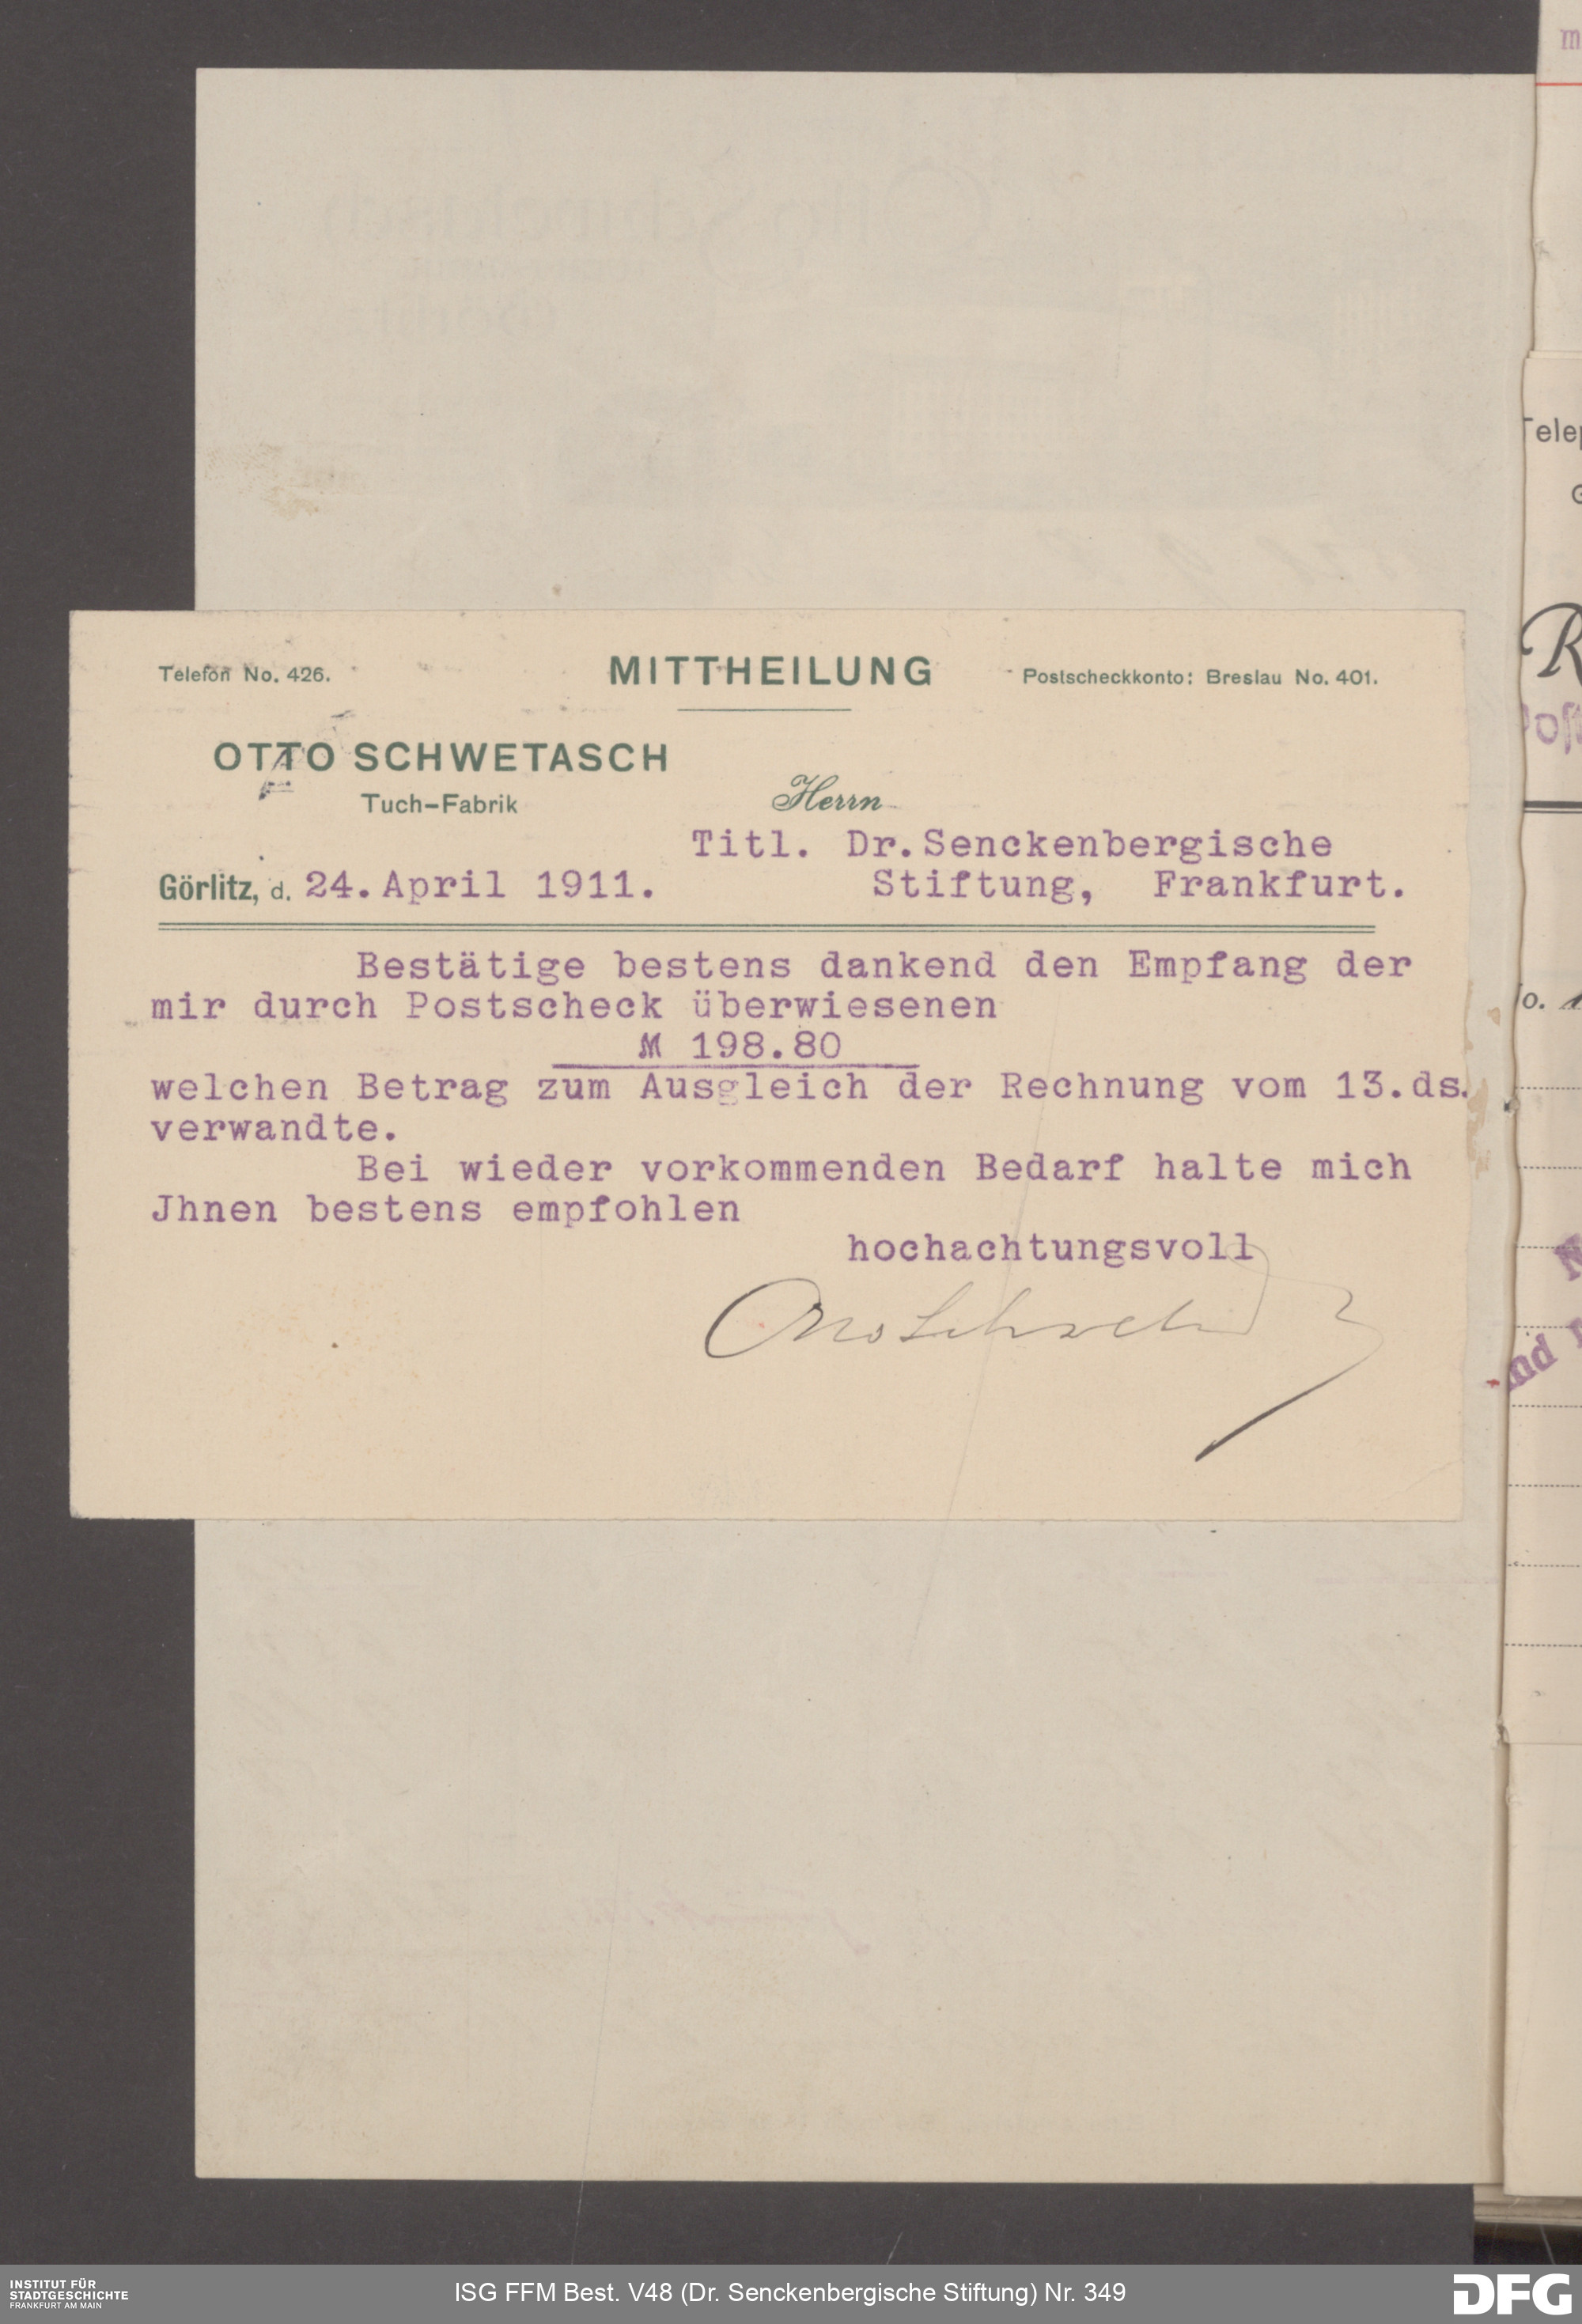 Telefon No. 426.
MITTHEILUNG
Postscheckkonto: Breslau No. 401.
OTTO SCHWETASCH
Tuch-Fabrik
Herrn
Titl. Dr. Senckenbergische
Görlitz, d. 24. April 1911.
Stiftung, Frankfurt.
Bestätige bestens dankend den Empfang der
mir durch Postscheck überwiesenen
M 198.80
welchen Betrag zum Ausgleich der Rechnung vom 13. ds.
verwandte.
Bei wieder vorkommenden Bedarf halte mich
Jhnen bestens empfohlen
hochachtungsvoll
INSTITUT FÜR
STADTGESCHICHTE
FRANKFURT AM MAIN
ISG FFM Best. V48 (Dr. Senckenbergische Stiftung) Nr. 349
DFG